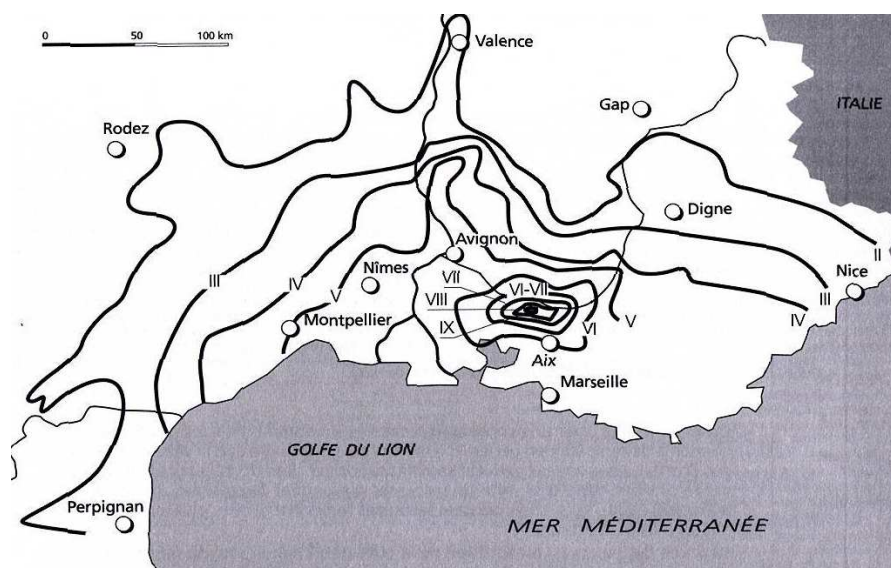 0 50 100 km
Valence
ITALIE
Gap
Rodez
Digne
Avignon
II
III
Nîmes
VII
VI-VII
Nice
IV
VIII
III
V
IV
Montpellier
IX
VI
V
Aix
Marseille
GOLFE DU LION
Perpignan
MER MÉDITERRANÉE